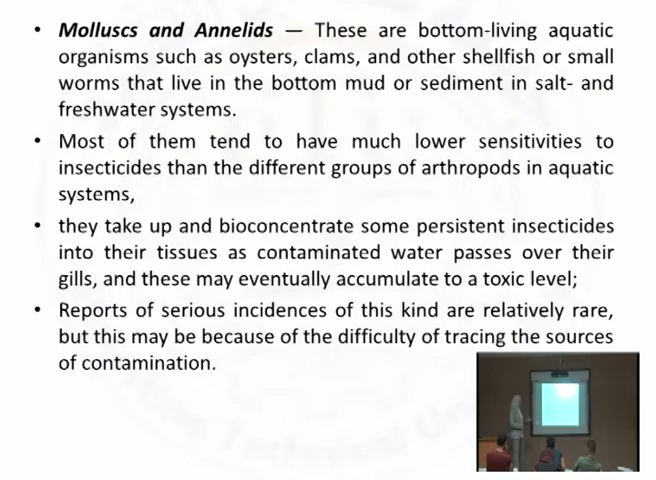 • Molluscs and Annelids — These are bottom-living aquatic
organisms such as oysters, clams, and other shellfish or small
worms that live in the bottom mud or sediment in salt- and
freshwater systems.
• Most of them tend to have much lower sensitivities to
insecticides than the different groups of arthropods in aquatic
systems,
• they take up and bioconcentrate some persistent insecticides
into their tissues as contaminated water passes over their
gills, and these may eventually accumulate to a toxic level;
• Reports of serious incidences of this kind are relatively rare,
but this may be because of the difficulty of tracing the sources
of contamination.